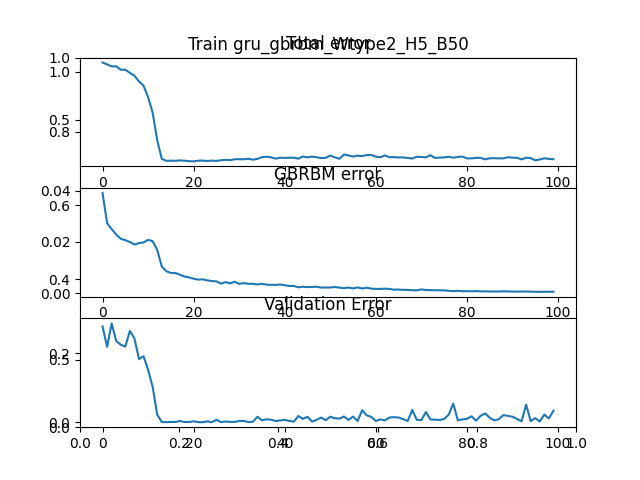 Total error
Train gru_gbrbm_Wtype2_H5_B50
1.0
1.0
0.5
0.8
0 20 40 60 80 100
GBRBM error
0.04
0.6
0.02
0.4
0.00
0 20 40 60 80 100
Validation Error
0.2
0.5
0.0
0.0
0.0 0 0.2 20 0.4 40 0.6 60 80 0.8 100 1.0